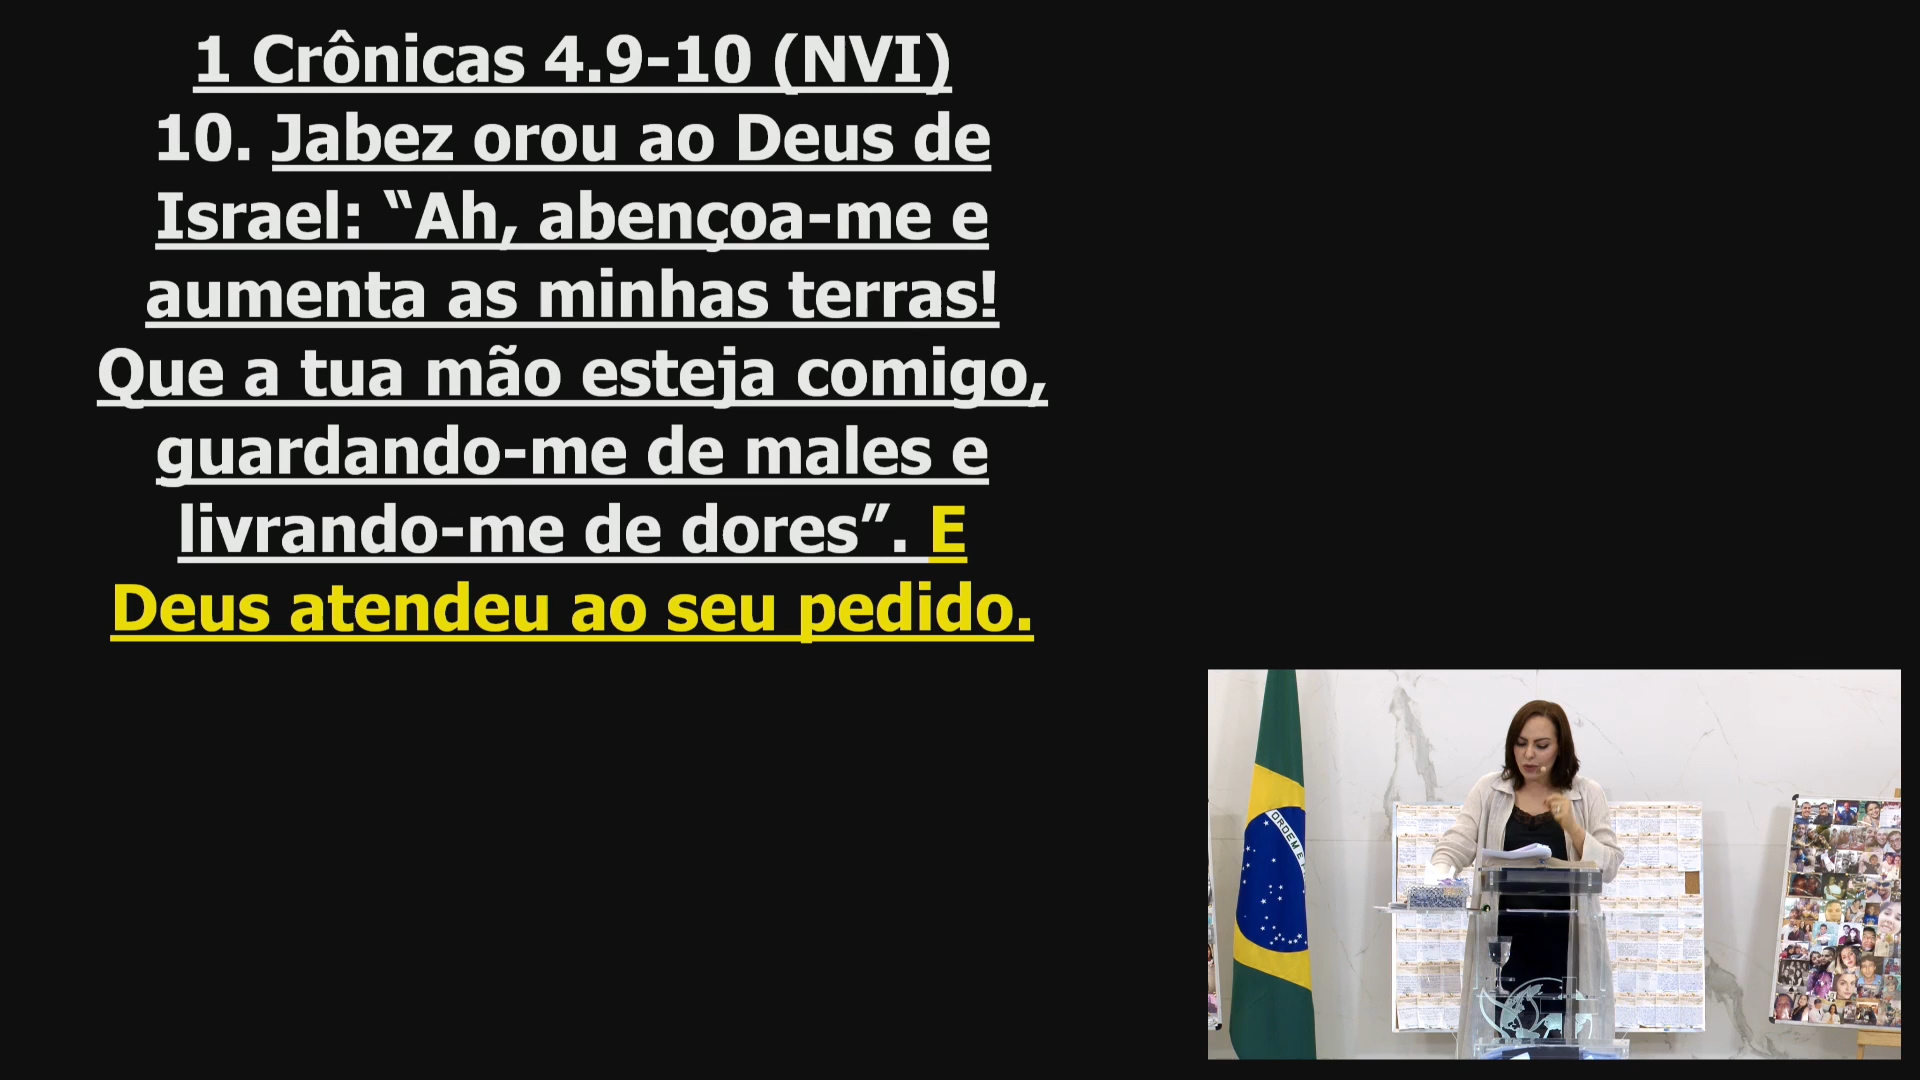 1 Crônicas 4.9-10 (NVI)
10. Jabez orou ao Deus de
Israel: “Ah, abençoa-me e
aumenta as minhas terras!
Que a tua mão esteja comigo,
guardando-me de males e
livrando-me de dores”. E
Deus atendeu ao seu pedido.
ORDEM E